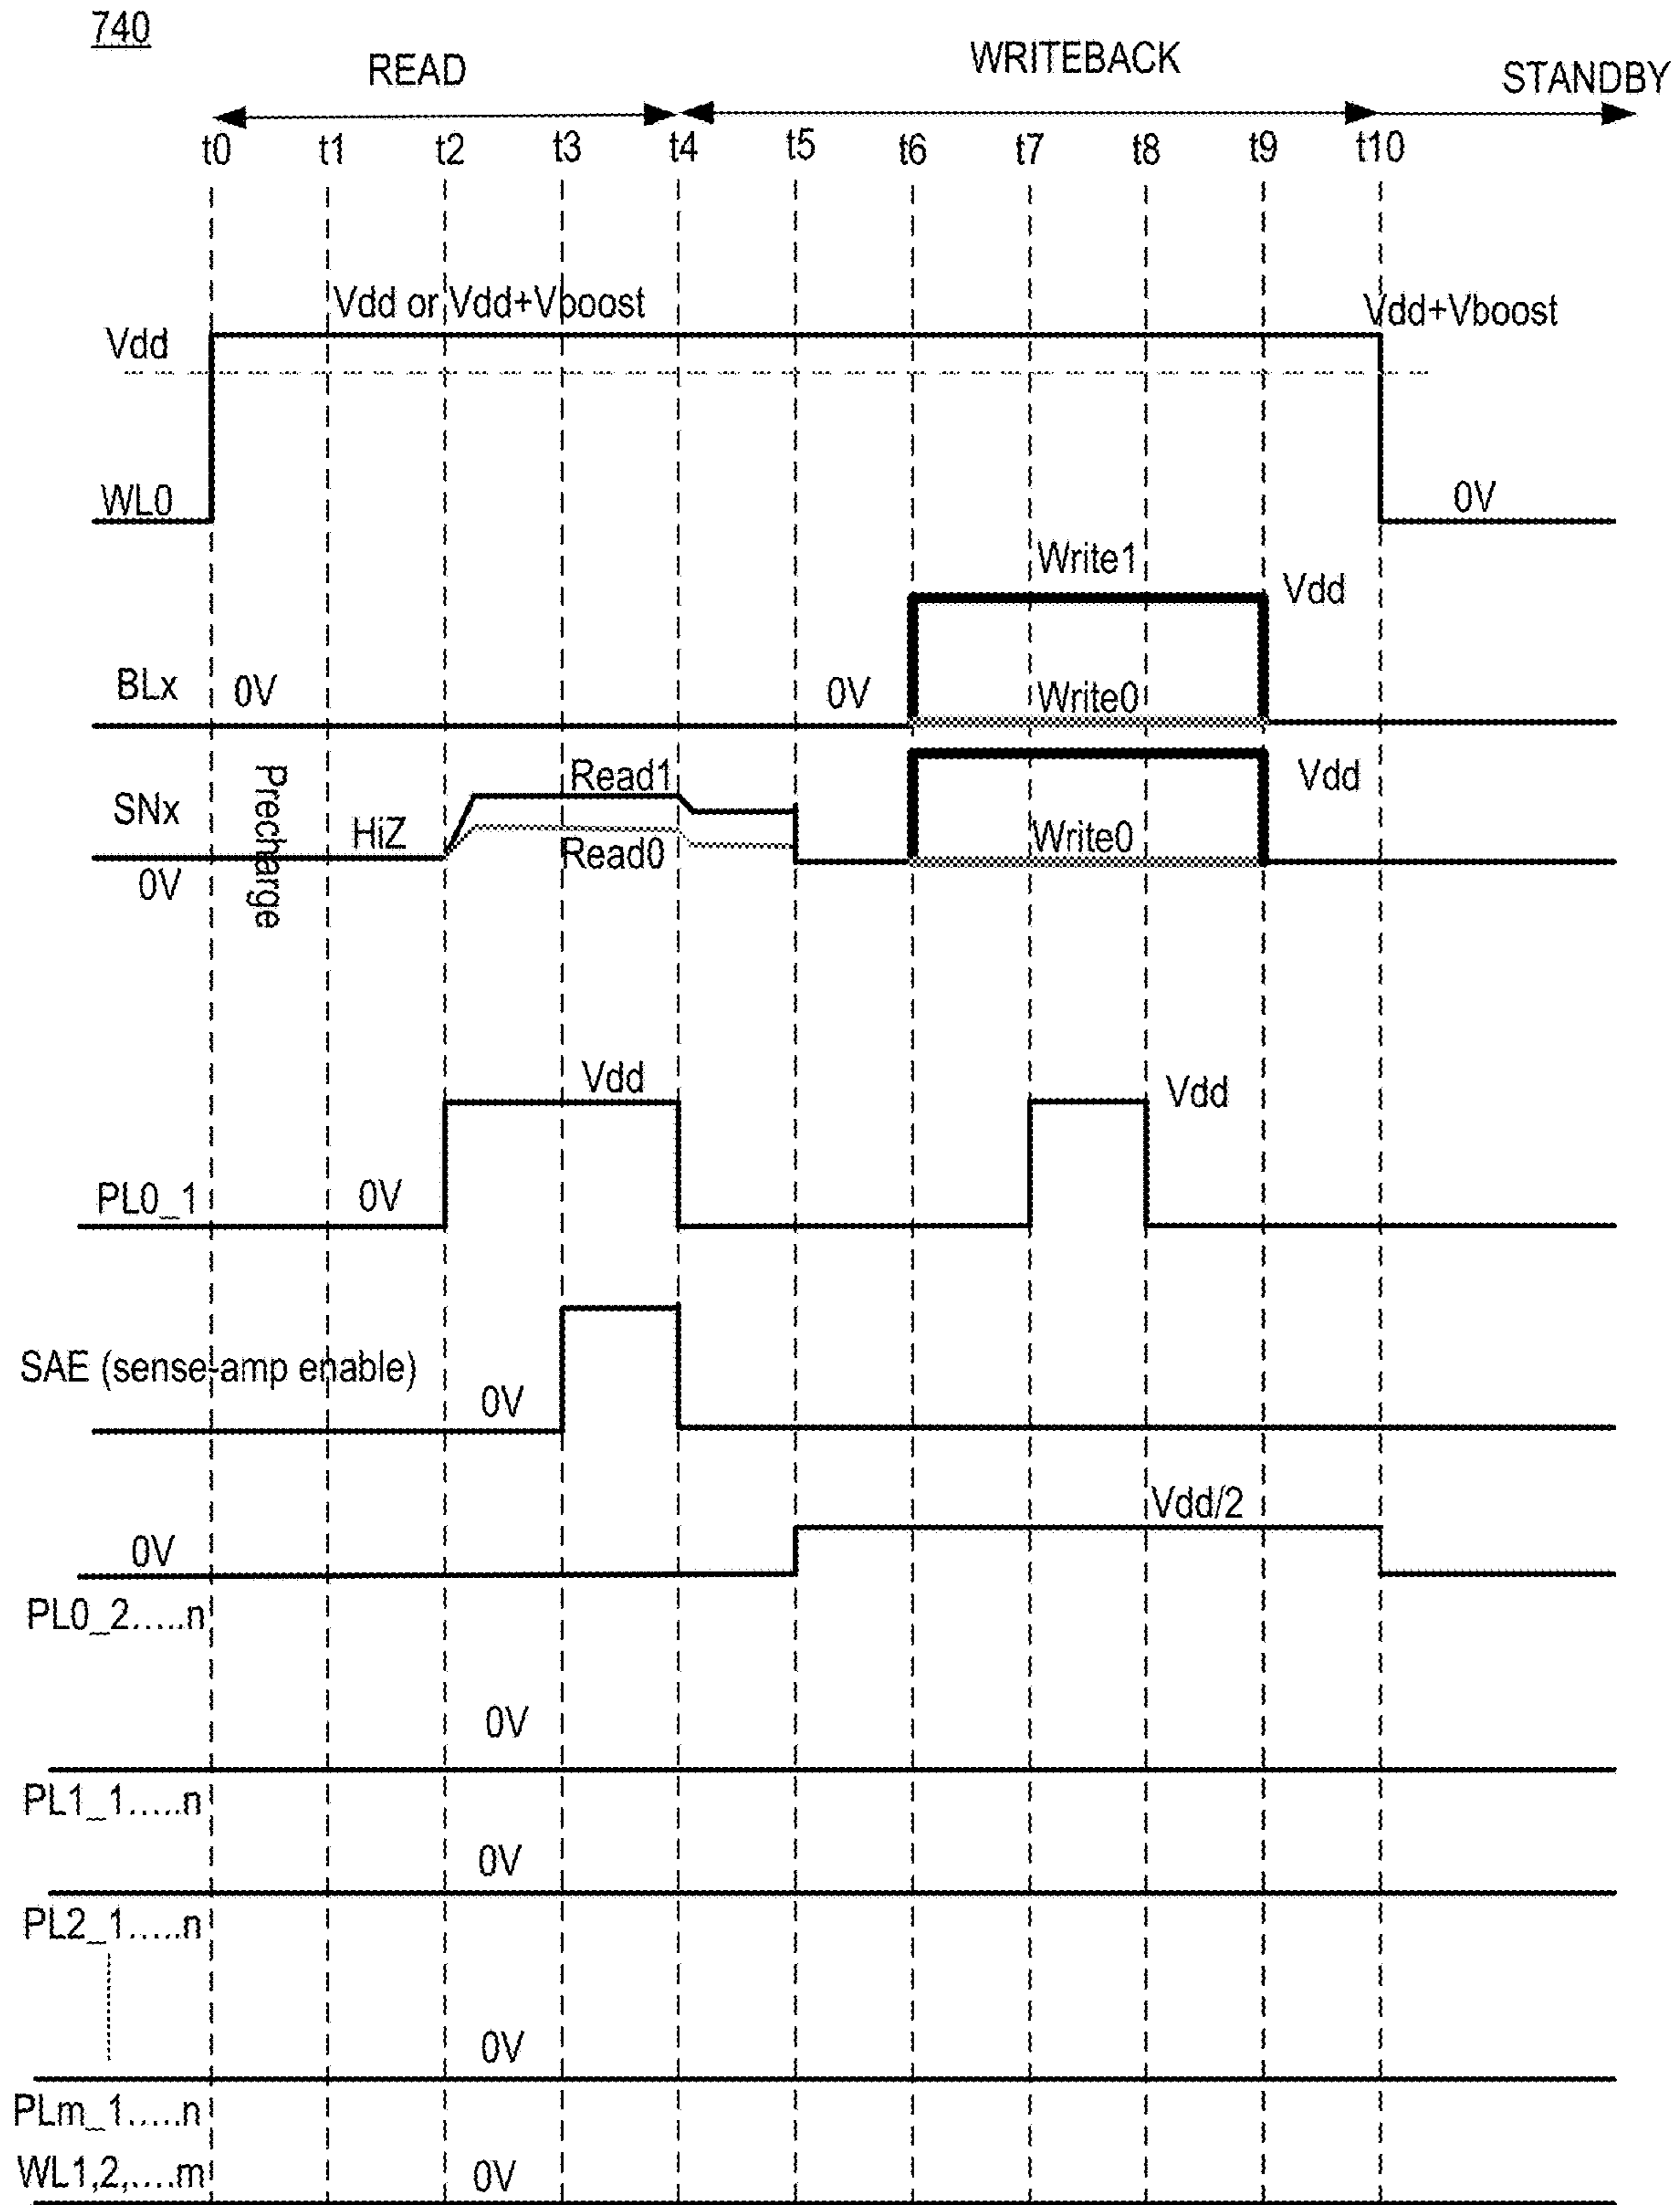 740
READ
WRITEBACK
STANDBY
t0 t1 t2 t3 t4 t5 t6 t7 t8 t9 t10
Vdd or Vdd+Vboost
Vdd+Vboost
Vdd
WL0
0V
Write1
Vdd
BLx
0V
0V
Write0
Precharge
Read1
Vdd
SNx
HiZ
Read0
Write0
0V
Vdd
Vdd
PL0_1
0V
SAE (sense-amp enable)
0V
Vdd/2
0V
PL0_2.....n
0V
PL1_1.....n
0V
PL2_1.....n
0V
PLm_1.....n
WL1,2,....m
0V